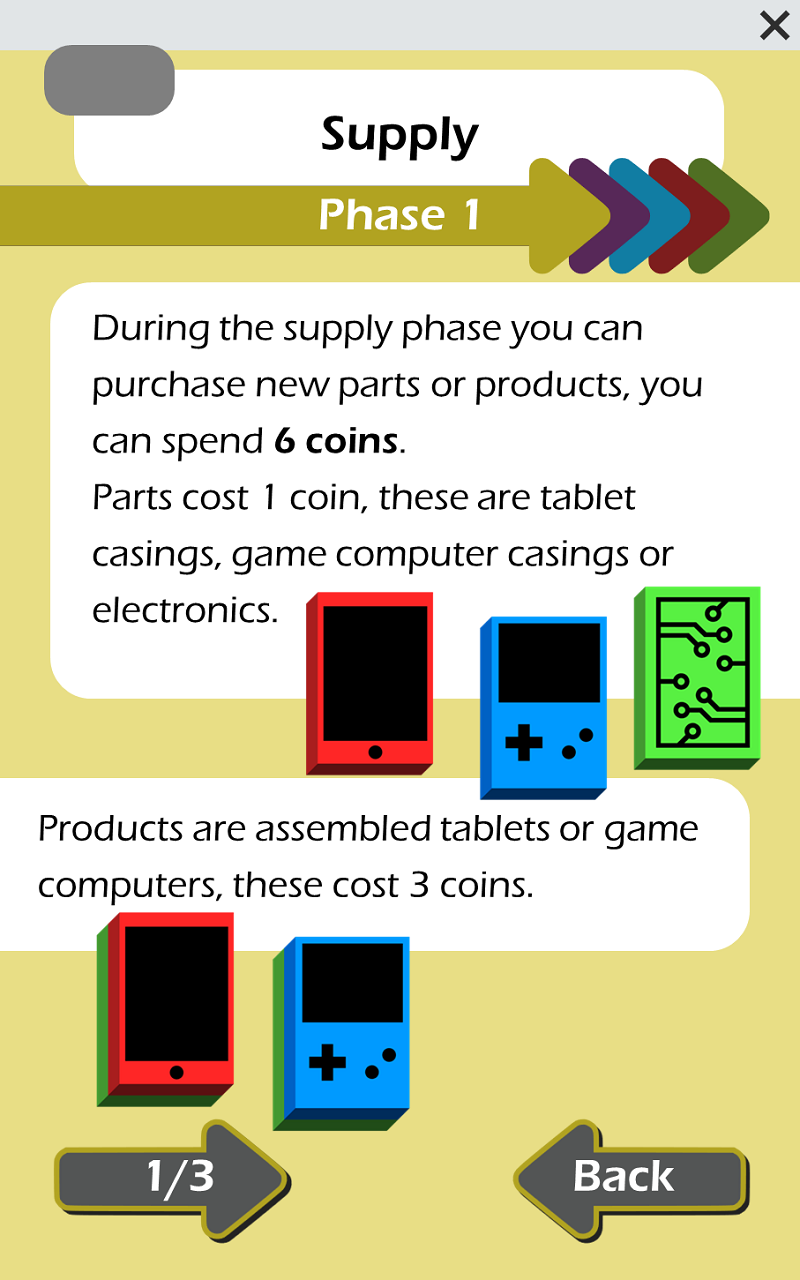 Supply
Phase 1
During the supply phase you can
purchase new parts or products, you
can spend 6 coins.
Parts cost 1 coin, these are tablet
casings, game computer casings or
electronics.
Products are assembled tablets or game
computers, these cost 3 coins.
1/3
Back